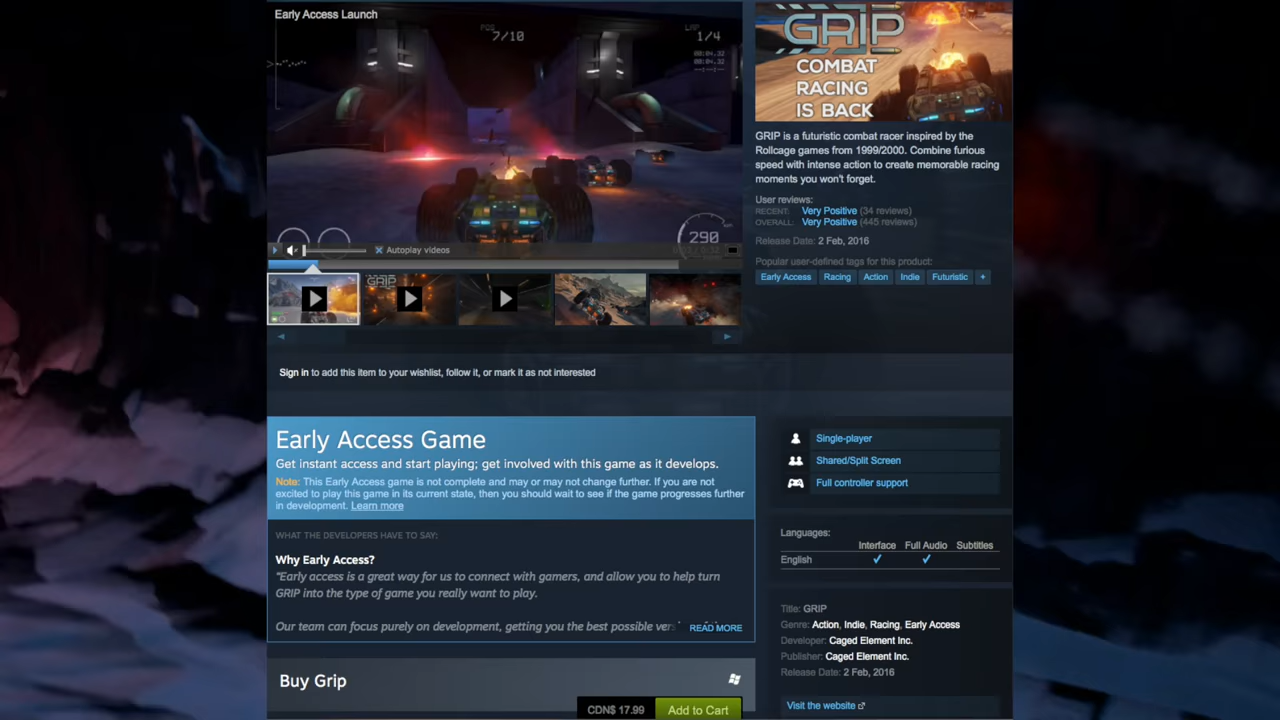 Early Access Launch
POS
7/10
LAP
1/4
00:04.32
00:04.32
290
Autoplay videos
GRIP
GRIP
COMBAT
RACING
IS BACK
GRIP is a futuristic combat racer inspired by the
Rollcage games from 1999/2000. Combine furious
speed with intense action to create memorable racing
moments you won't forget.
User reviews:
RECENT: Very Positive (34 reviews)
OVERALL: Very Positive (445 reviews)
Release Date: 2 Feb, 2016
Popular user-defined tags for this product:
Early Access Racing Action Indie Futuristic +
Sign in to add this item to your wishlist, follow it, or mark it as not interested
Early Access Game
Get instant access and start playing; get involved with this game as it develops.
Note: This Early Access game is not complete and may or may not change further. If you are not
excited to play this game in its current state, then you should wait to see if the game progresses further
in development. Learn more
WHAT THE DEVELOPERS HAVE TO SAY:
Why Early Access?
"Early access is a great way for us to connect with gamers, and allow you to help turn
GRIP into the type of game you really want to play.
Our team can focus purely on development, getting you the best possible ver
READ MORE
Buy Grip
CDN$ 17.99 Add to Cart
Single-player
Shared/Split Screen
Full controller support
Languages:
Interface Full Audio Subtitles
English ✓ ✓
Title: GRIP
Genre: Action, Indie, Racing, Early Access
Developer: Caged Element Inc.
Publisher: Caged Element Inc.
Release Date: 2 Feb, 2016
Visit the website